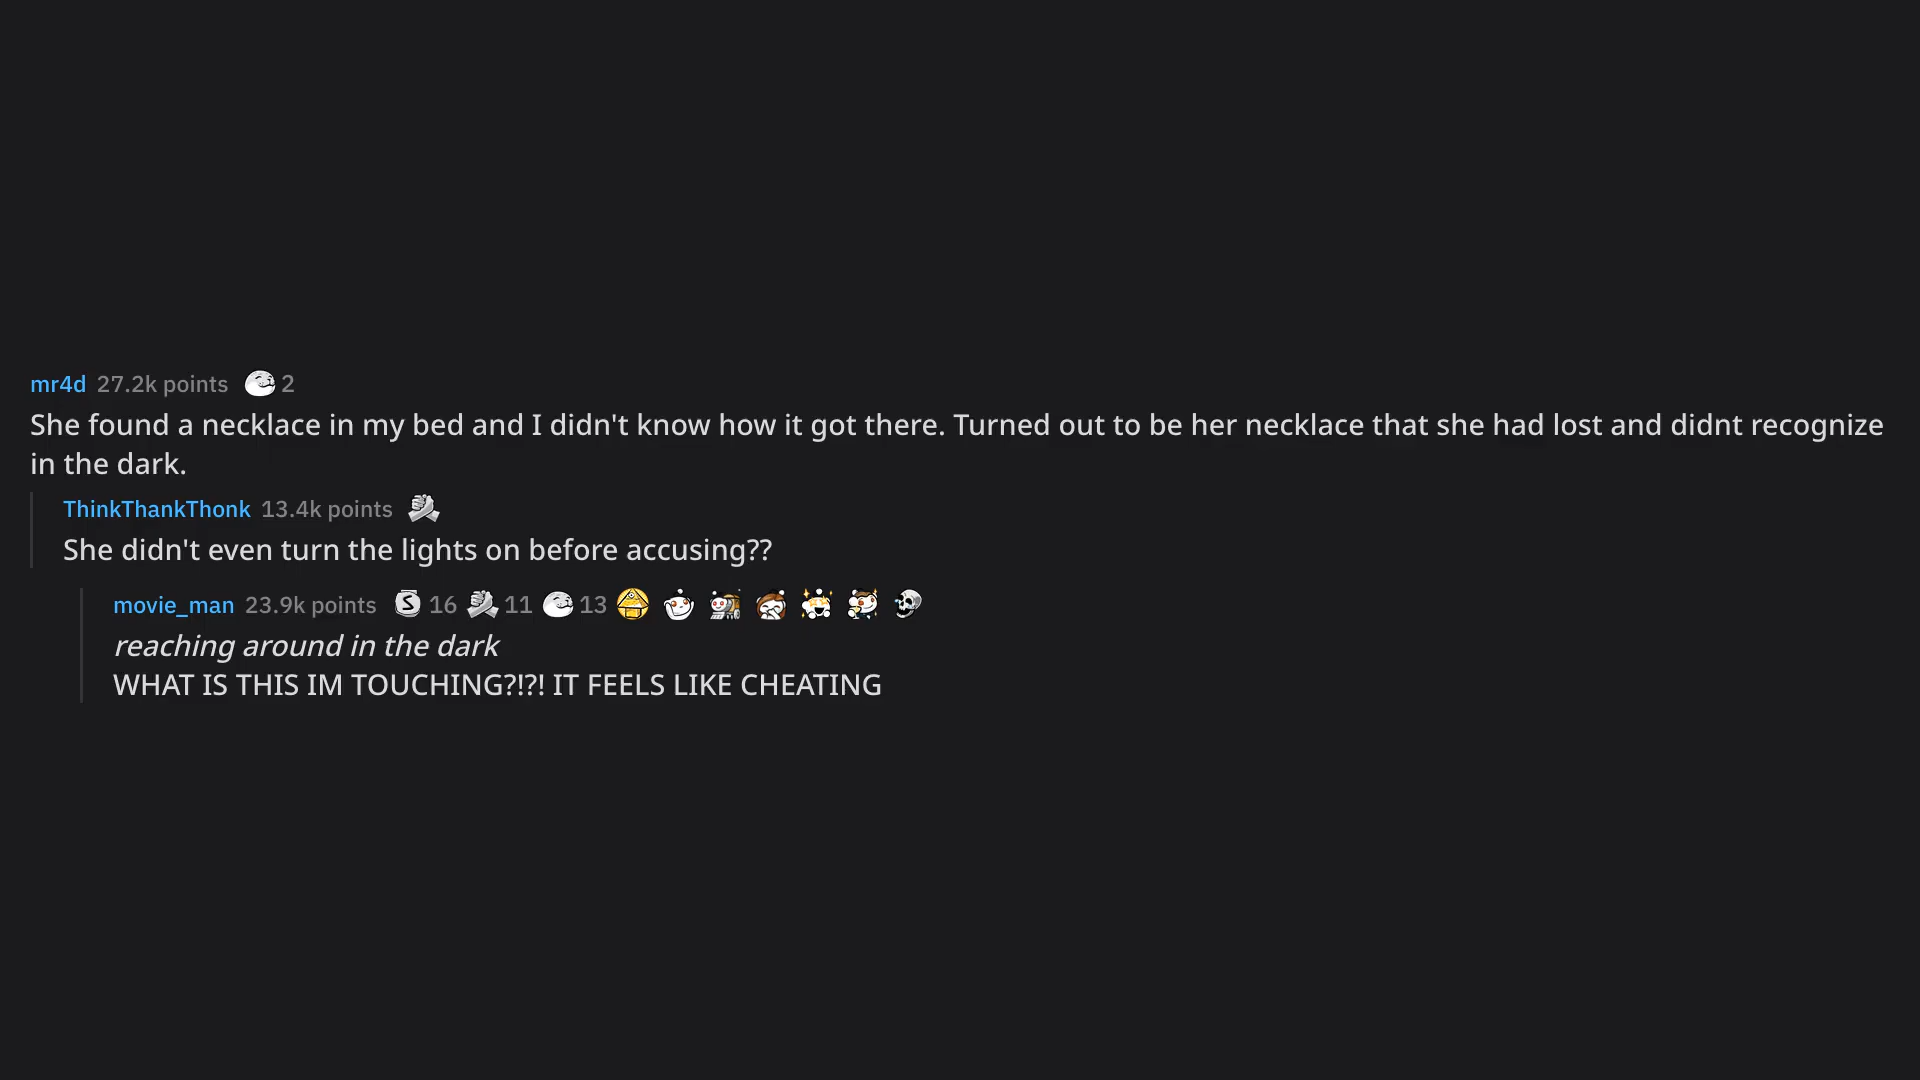 mr4d 27.2k points 2
She found a necklace in my bed and I didn't know how it got there. Turned out to be her necklace that she had lost and didnt recognize
in the dark.
ThinkThankThonk 13.4k points
She didn't even turn the lights on before accusing??
movie_man 23.9k points S 16 11 13
reaching around in the dark
WHAT IS THIS IM TOUCHING?!?! IT FEELS LIKE CHEATING